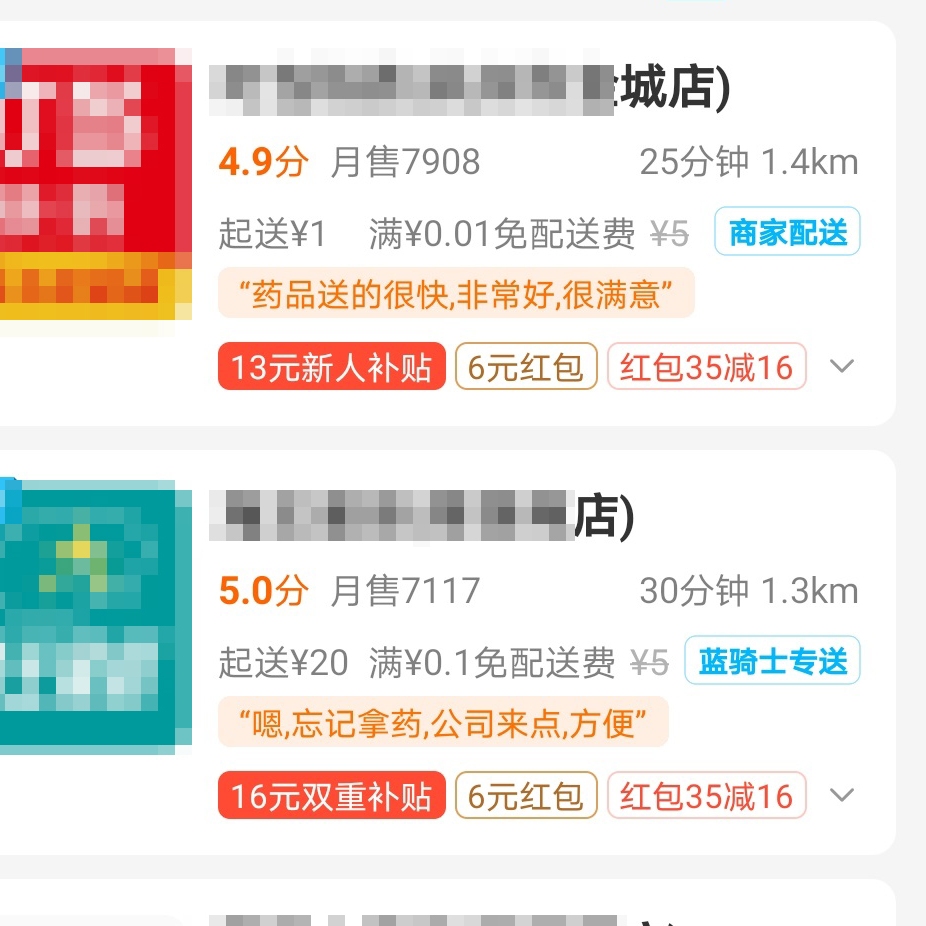 城店)
4.9分 月售7908 25分钟 1.4km
起送¥1 满¥0.01免配送费 ¥5 商家配送
“药品送的很快,非常好,很满意”
13元新人补贴 6元红包 红包35减16
店)
5.0分 月售7117 30分钟 1.3km
起送¥20 满¥0.1免配送费 ¥5 蓝骑士专送
“嗯,忘记拿药,公司来点,方便”
16元双重补贴 6元红包 红包35减16